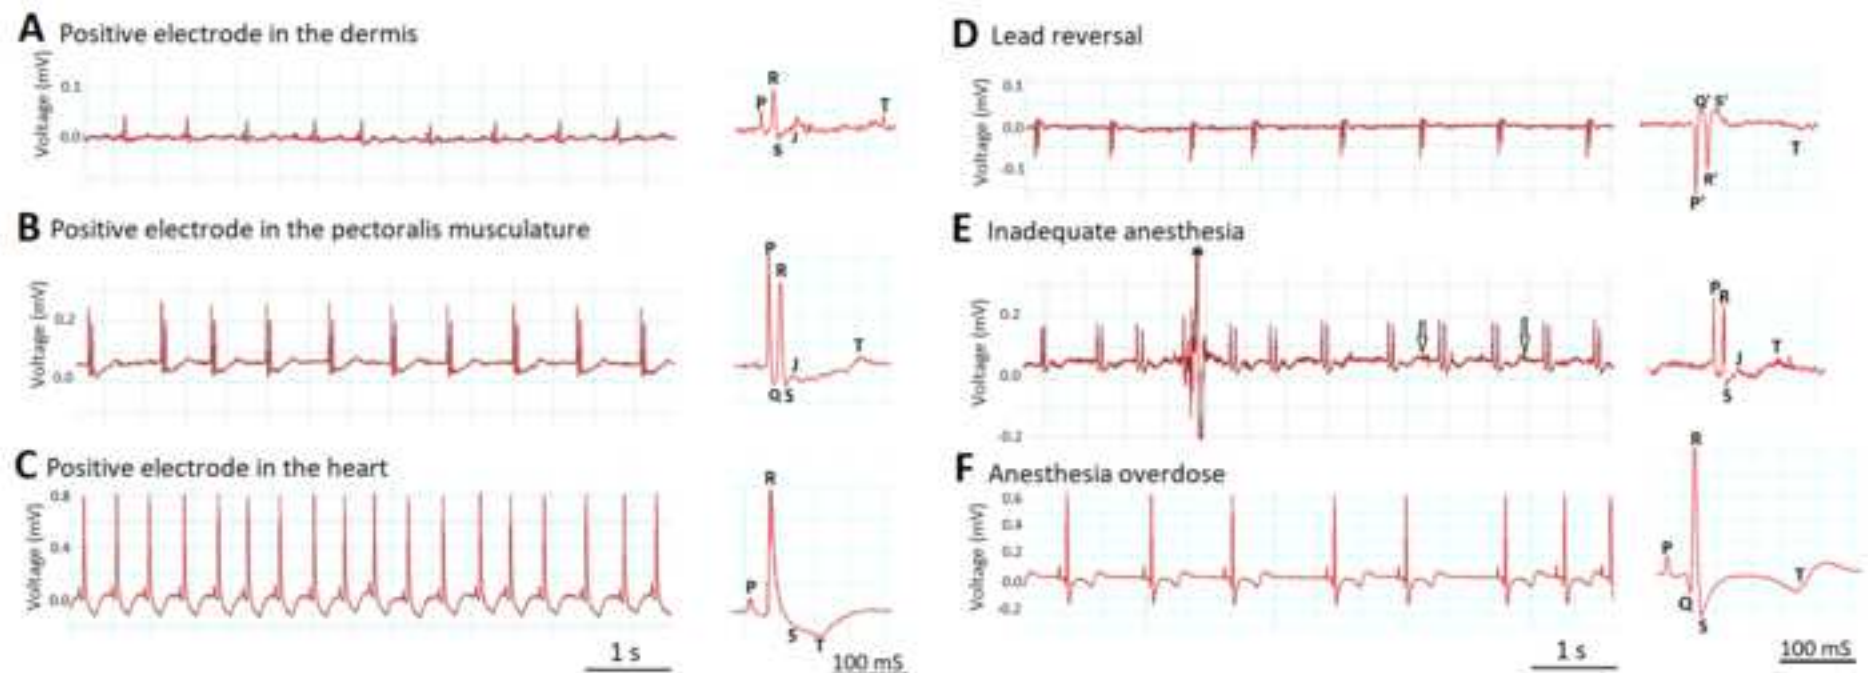 A Positive electrode in the dermis
Voltage (mV)
0.1
0.0
P
R
S
J
T
B Positive electrode in the pectoralis musculature
Voltage (mV)
0.2
0.0
P
R
Q S
J
T
C Positive electrode in the heart
Voltage (mV)
0.8
0.4
0.0
P
R
S
T
1 s
100 mS
D Lead reversal
Voltage (mV)
0.1
0.0
-0.1
Q' S'
R'
P'
T
E Inadequate anesthesia
*
Voltage (mV)
0.2
0.0
-0.2
P R
J
S
T
F Anesthesia overdose
Voltage (mV)
0.6
0.4
0.2
0.0
-0.2
R
P
Q
S
T
1 s
100 mS